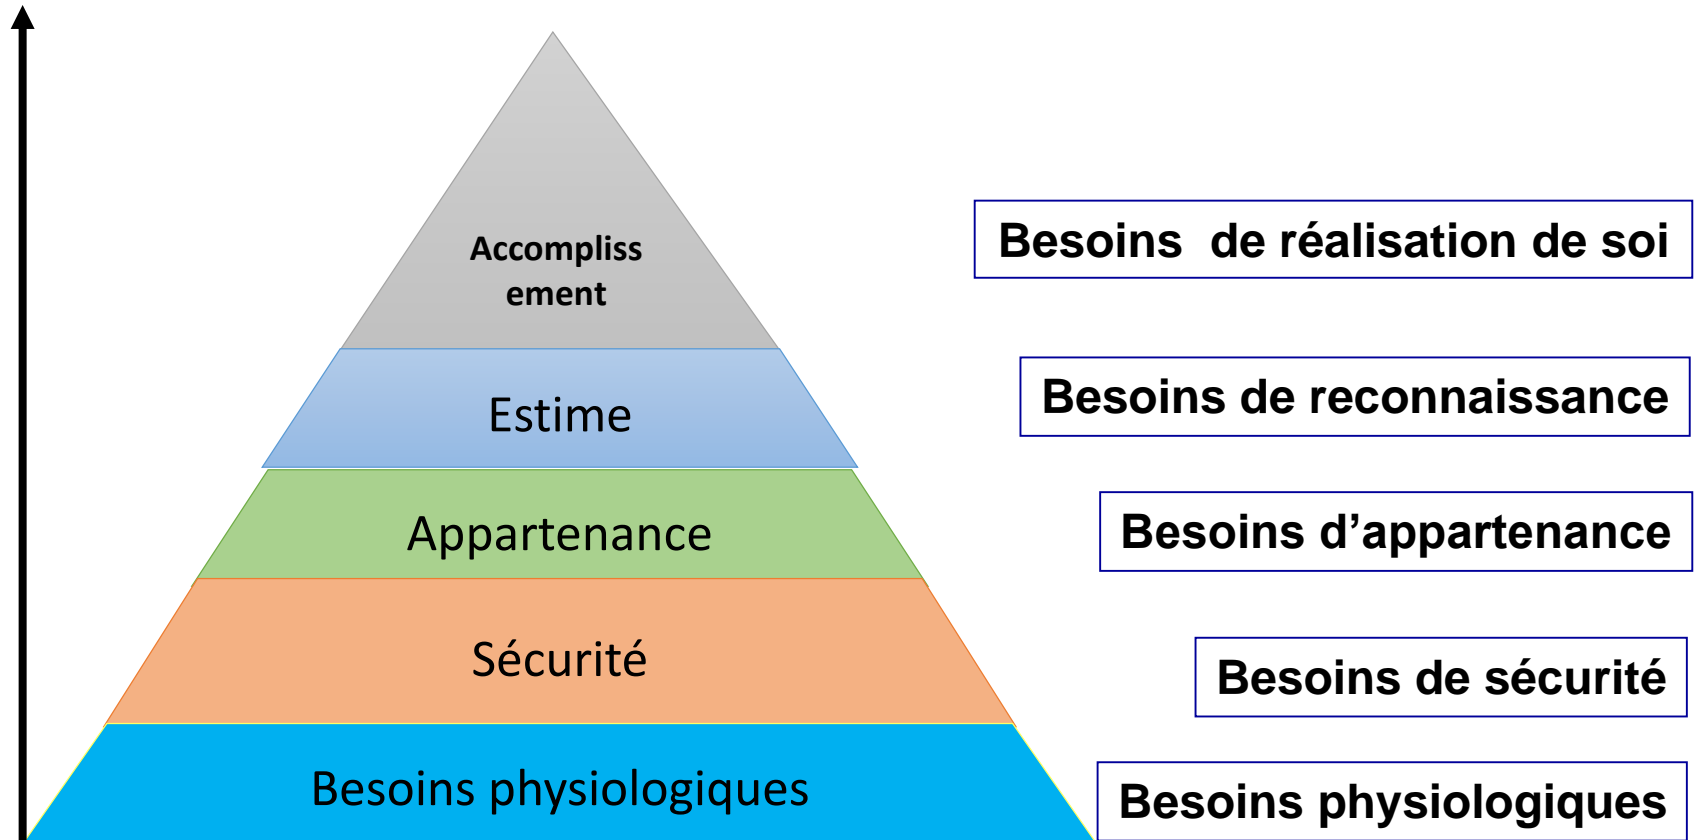 Accompliss
ement
Besoins de réalisation de soi
Estime
Besoins de reconnaissance
Appartenance
Besoins d’appartenance
Sécurité
Besoins de sécurité
Besoins physiologiques
Besoins physiologiques